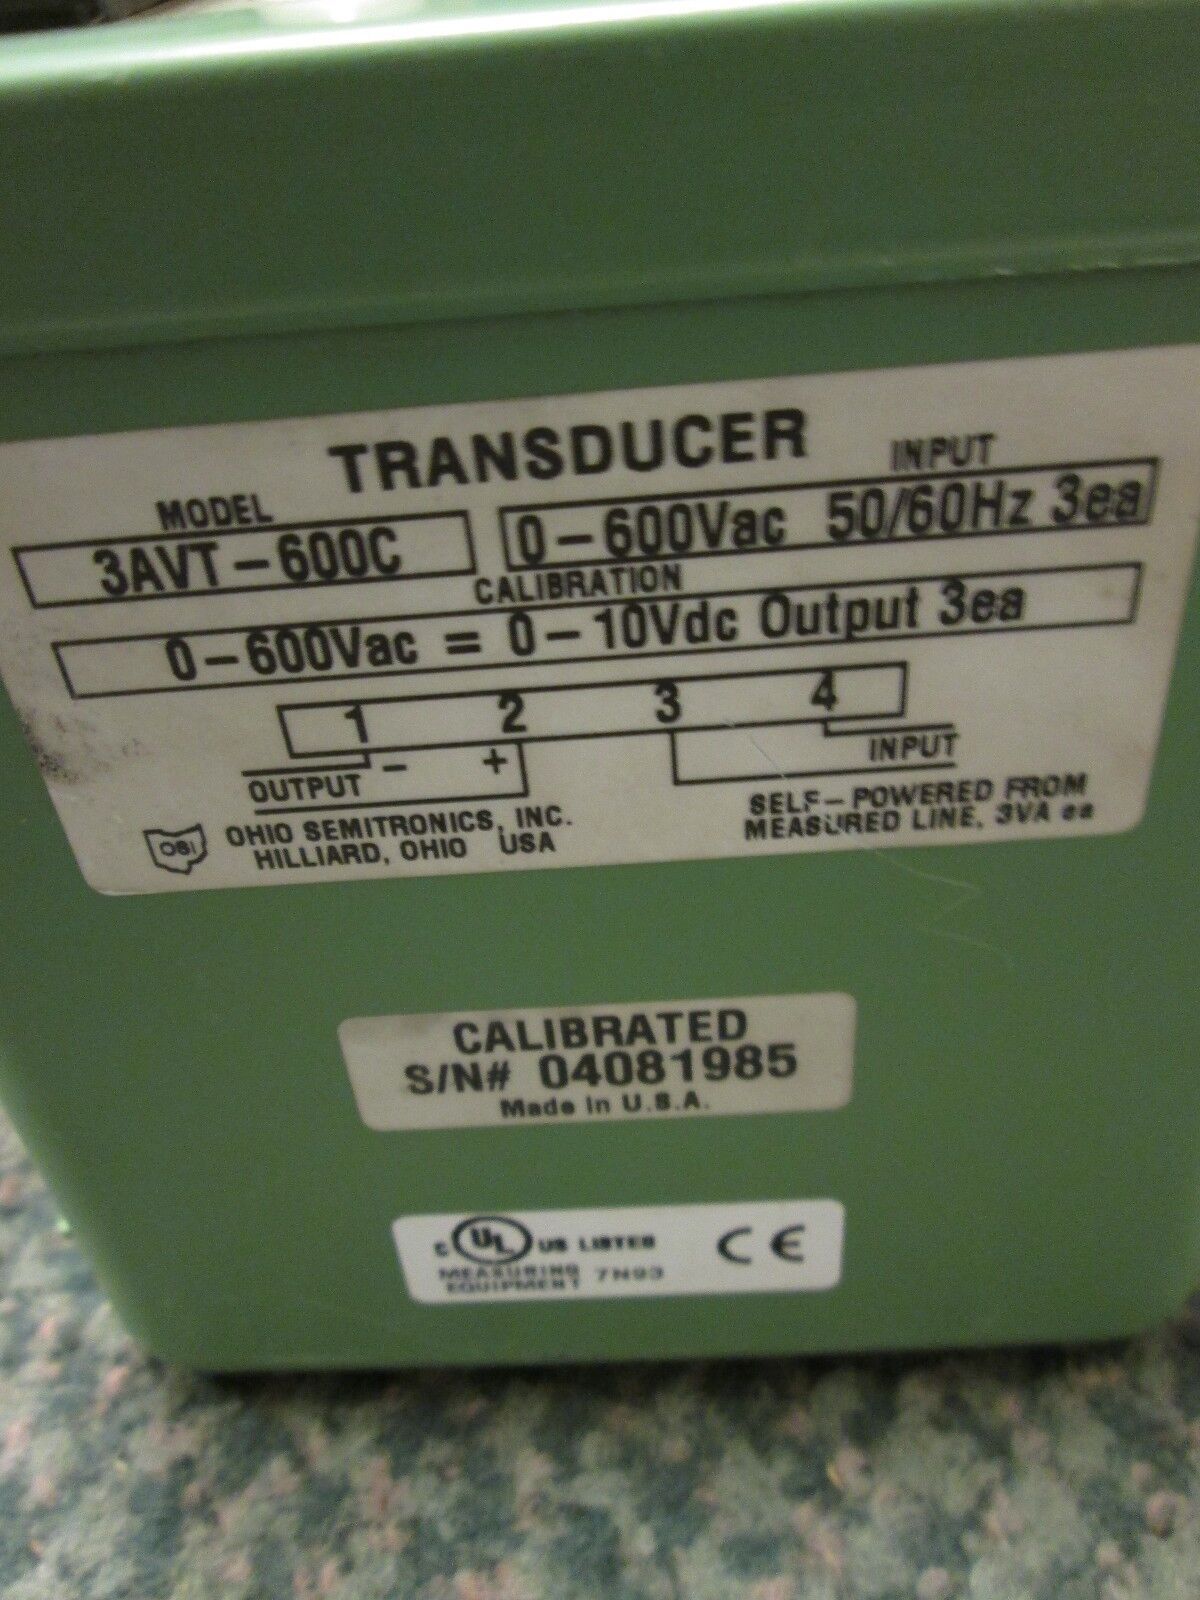 TRANSDUCER
MODEL
INPUT
3AVT-600C
0-600Vac 50/60Hz 3ea
CALIBRATION
0-600Vac = 0-10Vdc Output 3ea
1 2 3 4
OUTPUT - +
INPUT
OSI
OHIO SEMITRONICS, INC.
HILLIARD, OHIO USA
SELF-POWERED FROM
MEASURED LINE, 3VA ea
CALIBRATED
S/N# 04081985
Made in U.S.A.
C UL US LISTED
MEASURING
EQUIPMENT 7N93
CE